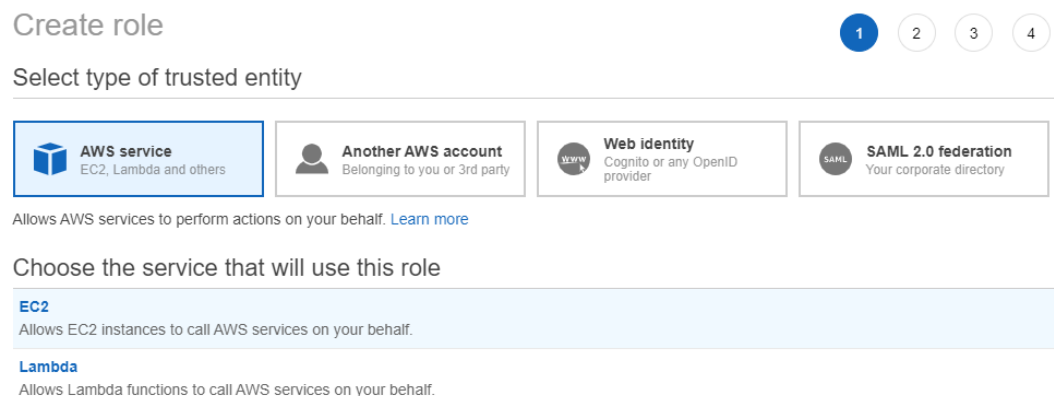 Create role
1 2 3 4
Select type of trusted entity
AWS service
EC2, Lambda and others
Another AWS account
Belonging to you or 3rd party
www
Web identity
Cognito or any OpenID
provider
SAML
SAML 2.0 federation
Your corporate directory
Allows AWS services to perform actions on your behalf. Learn more
Choose the service that will use this role
EC2
Allows EC2 instances to call AWS services on your behalf.
Lambda
Allows Lambda functions to call AWS services on your behalf.